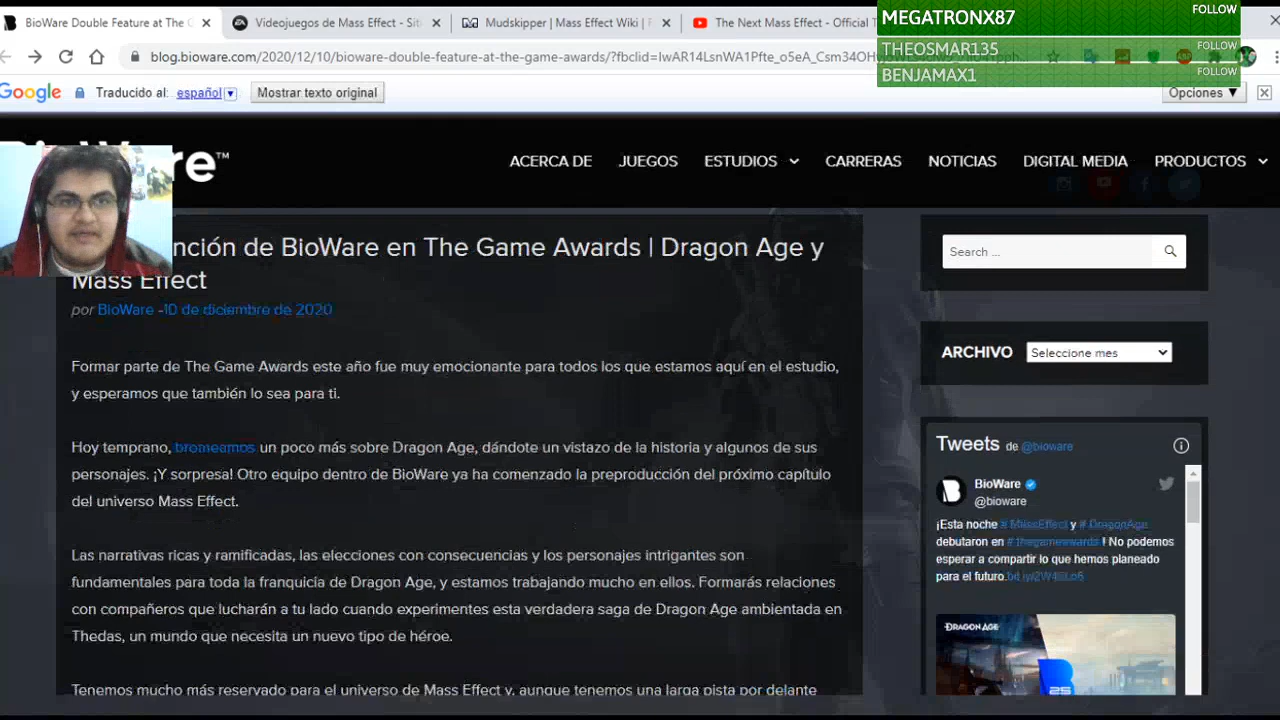 BioWare Double Feature at The G
Videojuegos de Mass Effect - Siti
Mudskipper | Mass Effect Wiki | F
The Next Mass Effect - Official T
MEGATRONX87 FOLLOW
THEOSMAR135 FOLLOW
BENJAMAX1 FOLLOW
blog.bioware.com/2020/12/10/bioware-double-feature-at-the-game-awards/
Google Traducido al: español Mostrar texto original Opciones ▼
re™
ACERCA DE JUEGOS ESTUDIOS CARRERAS NOTICIAS DIGITAL MEDIA PRODUCTOS
nción de BioWare en The Game Awards | Dragon Age y
Mass Effect
por BioWare -10 de diciembre de 2020
Formar parte de The Game Awards este año fue muy emocionante para todos los que estamos aquí en el estudio,
y esperamos que también lo sea para ti.
Hoy temprano, bromeamos un poco más sobre Dragon Age, dándote un vistazo de la historia y algunos de sus
personajes. ¡Y sorpresa! Otro equipo dentro de BioWare ya ha comenzado la preproducción del próximo capítulo
del universo Mass Effect.
Las narrativas ricas y ramificadas, las elecciones con consecuencias y los personajes intrigantes son
fundamentales para toda la franquicia de Dragon Age, y estamos trabajando mucho en ellos. Formarás relaciones
con compañeros que lucharán a tu lado cuando experimentes esta verdadera saga de Dragon Age ambientada en
Thedas, un mundo que necesita un nuevo tipo de héroe.
Tenemos mucho más reservado para el universo de Mass Effect y, aunque tenemos una larga pista por delante
Search ...
ARCHIVO Seleccione mes
Tweets de @bioware
BioWare
@bioware
¡Esta noche # MassEffect y # DragonAge
debutaron en # thegameawards ! No podemos
esperar a compartir lo que hemos planeado
para el futuro.
DRAGON AGE
25